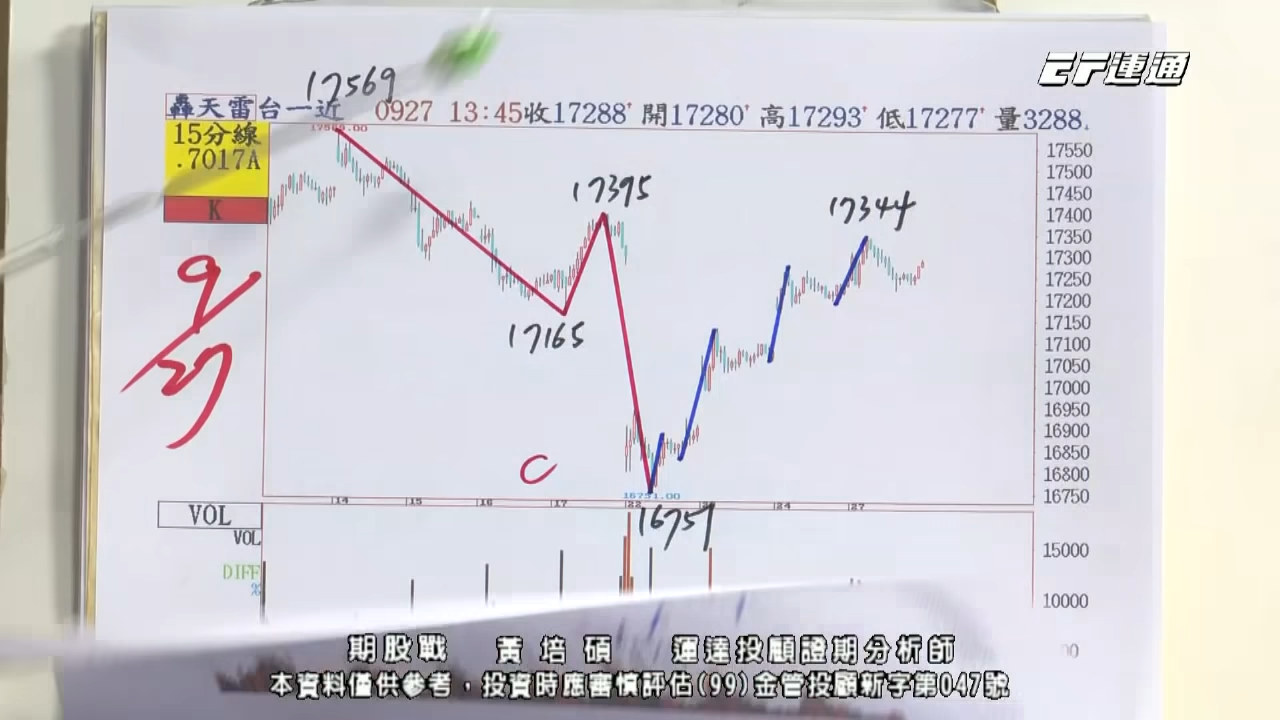 17569
EF運通
轟天雷台一近 0927 13:45收17288 開17280 高17293 低17277 量3288
15分線
.7017A
K
9/27
17395
17344
17165
C
16751
17550
17500
17450
17400
17350
17300
17250
17200
17150
17100
17050
17000
16950
16900
16850
16800
16750
14 15 16 17 22 23 24 27
16751.00
VOL
VOL
DIFF
%
15000
10000
期股戰 黃培碩 運達投顧證期分析師
本資料僅供參考，投資時應審慎評估(99)金管投顧新字第047號